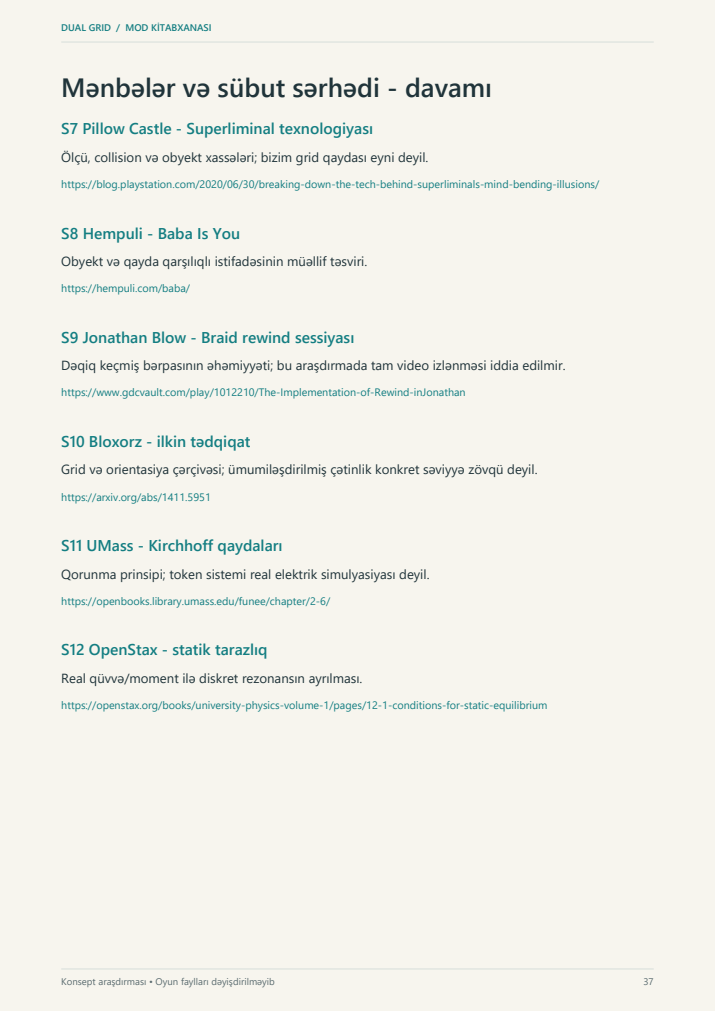 DUAL GRID / MOD KİTABXANASI
Mənbələr və sübut sərhədi - davamı
S7 Pillow Castle - Superliminal texnologiyası
Ölçü, collision və obyekt xassələri; bizim grid qaydası eyni deyil.
https://blog.playstation.com/2020/06/30/breaking-down-the-tech-behind-superliminals-mind-bending-illusions/
S8 Hempuli - Baba Is You
Obyekt və qayda qarşılıqlı istifadəsinin müəllif təsviri.
https://hempuli.com/baba/
S9 Jonathan Blow - Braid rewind sessiyası
Dəqiq keçmiş bərpasının əhəmiyyəti; bu araşdırmada tam video izlənməsi iddia edilmir.
https://www.gdcvault.com/play/1012210/The-Implementation-of-Rewind-inJonathan
S10 Bloxorz - ilkin tədqiqat
Grid və orientasiya çərçivəsi; ümumiləşdirilmiş çətinlik konkret səviyyə zövqü deyil.
https://arxiv.org/abs/1411.5951
S11 UMass - Kirchhoff qaydaları
Qorunma prinsipi; token sistemi real elektrik simulyasiyası deyil.
https://openbooks.library.umass.edu/funee/chapter/2-6/
S12 OpenStax - statik tarazlıq
Real qüvvə/moment ilə diskret rezonansın ayrılması.
https://openstax.org/books/university-physics-volume-1/pages/12-1-conditions-for-static-equilibrium
Konsept araşdırması • Oyun faylları dəyişdirilməyib
37